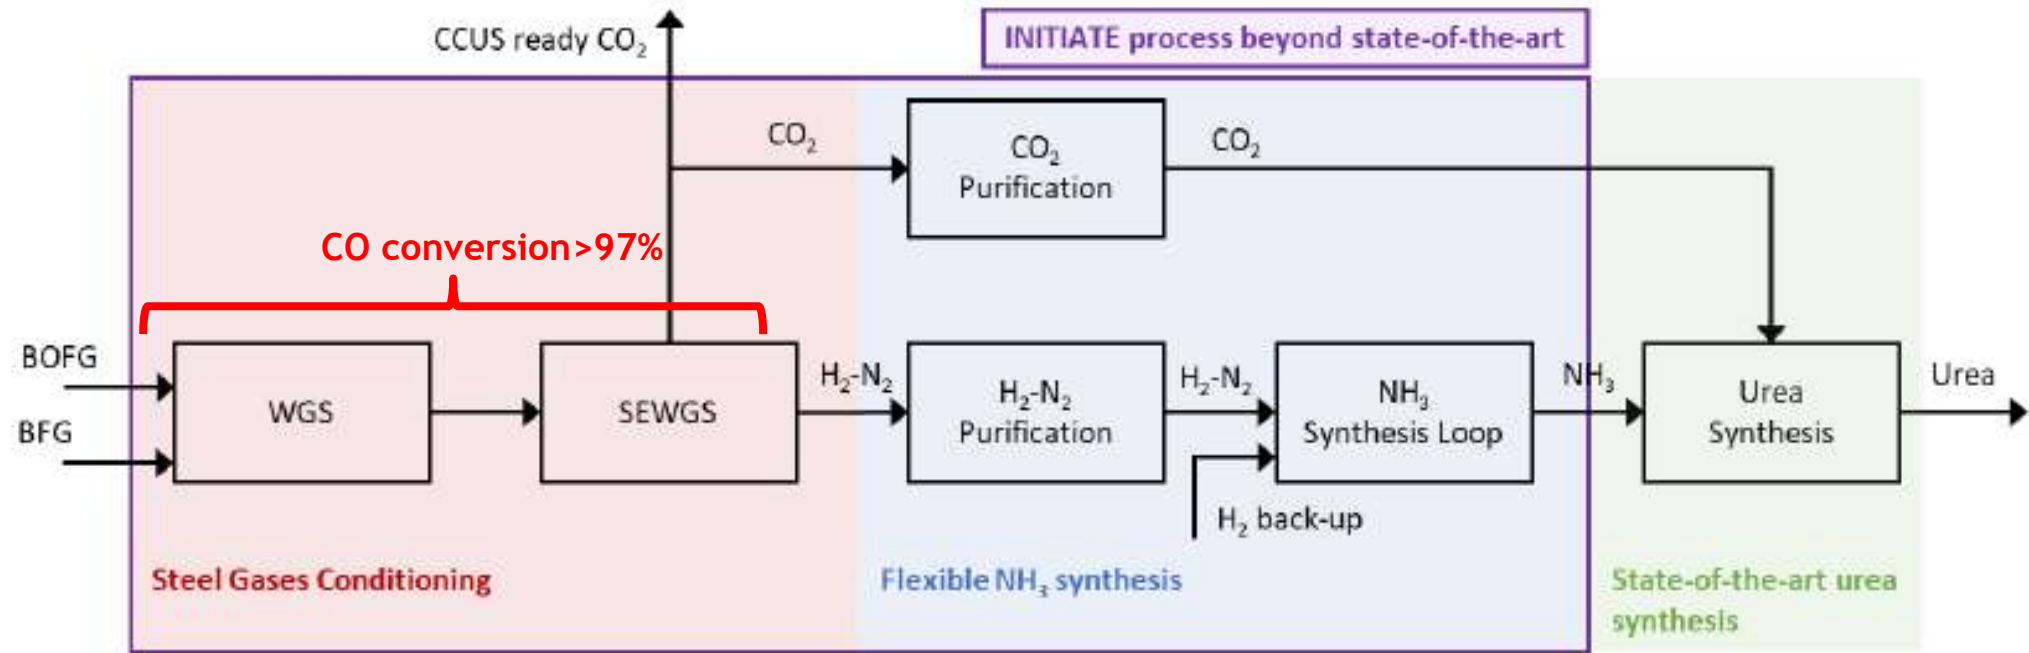 CCUS ready CO₂
INITIATE process beyond state-of-the-art
CO₂
CO₂
Purification
CO₂
CO conversion>97%
BOFG
BFG
WGS
SEWGS
H₂-N₂
H₂-N₂
Purification
H₂-N₂
H₂ back-up
NH₃
Synthesis Loop
NH₃
Urea
Synthesis
Urea
Steel Gases Conditioning
Flexible NH₃ synthesis
State-of-the-art urea
synthesis